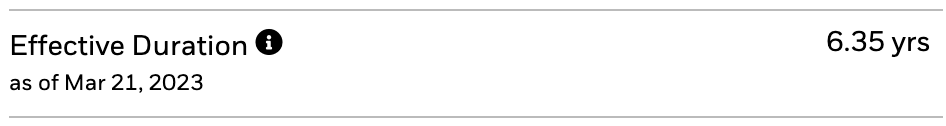 Effective Duration 6.35 yrs
as of Mar 21, 2023